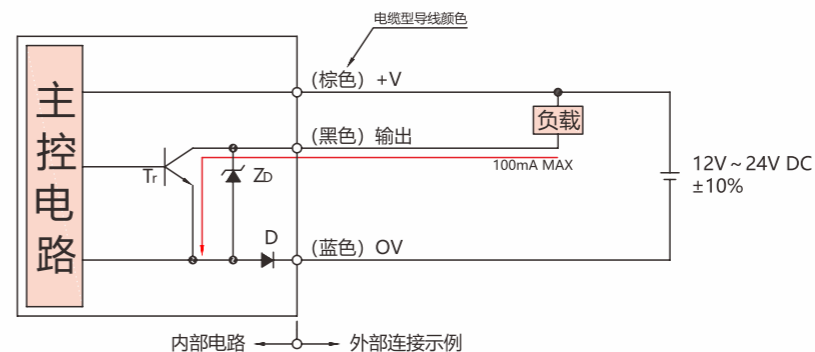 电缆型导线颜色
主控电路
(棕色) +V
负载
(黑色) 输出
100mA MAX
Tr
ZD
12V~24V DC
±10%
D
(蓝色) 0V
内部电路
外部连接示例